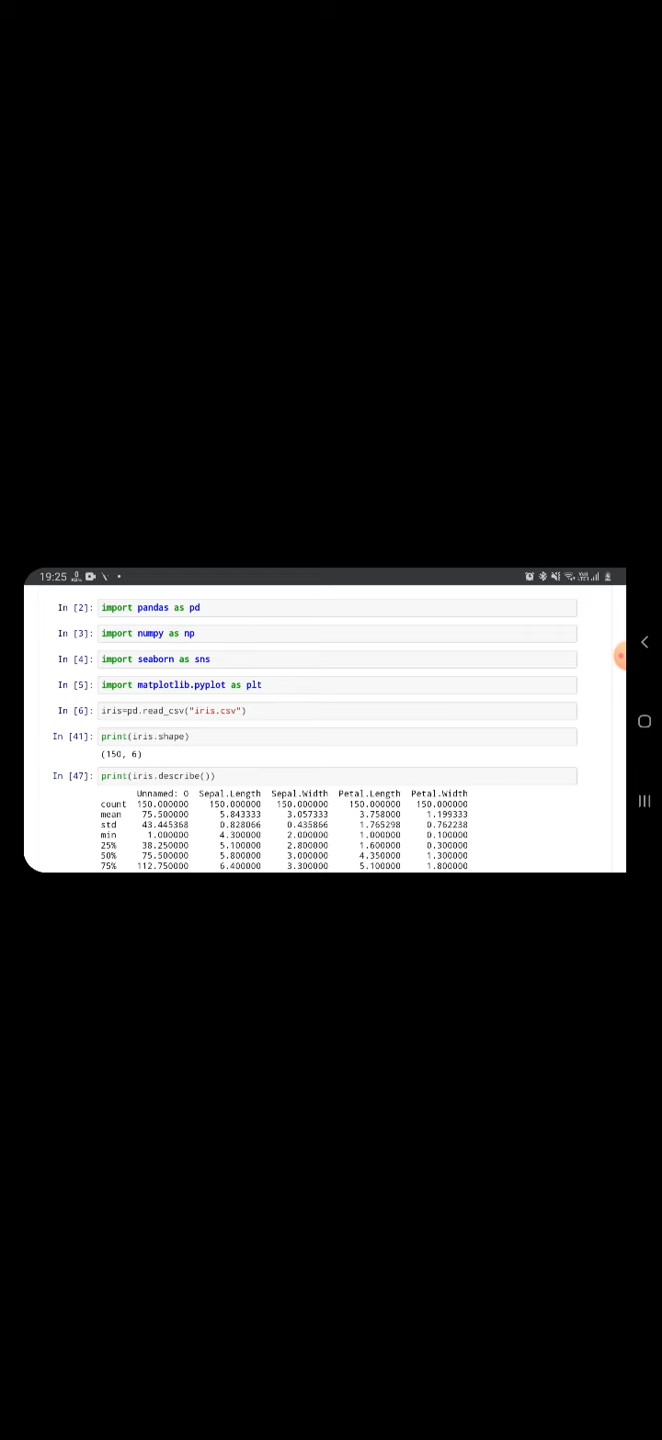 19:25
In [2]: import pandas as pd
In [3]: import numpy as np
In [4]: import seaborn as sns
In [5]: import matplotlib.pyplot as plt
In [6]: iris=pd.read_csv("iris.csv")
In [41]: print(iris.shape)
(150, 6)
In [47]: print(iris.describe())
Unnamed: 0 Sepal.Length Sepal.Width Petal.Length Petal.Width
count 150.000000 150.000000 150.000000 150.000000 150.000000
mean 75.500000 5.843333 3.057333 3.758000 1.199333
std 43.445368 0.828066 0.435866 1.765298 0.762238
min 1.000000 4.300000 2.000000 1.000000 0.100000
25% 38.250000 5.100000 2.800000 1.600000 0.300000
50% 75.500000 5.800000 3.000000 4.350000 1.300000
75% 112.750000 6.400000 3.300000 5.100000 1.800000